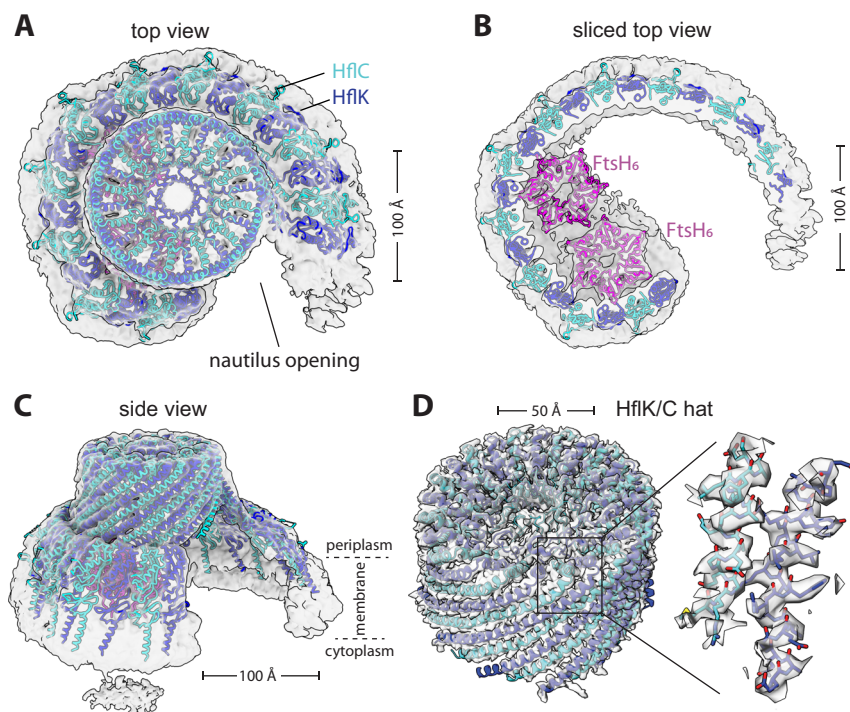 A
top view
HflC
HflK
100 Å
nautilus opening
B
sliced top view
FtsH₆
FtsH₆
100 Å
C
side view
periplasm
membrane
cytoplasm
100 Å
D
50 Å
HflK/C hat